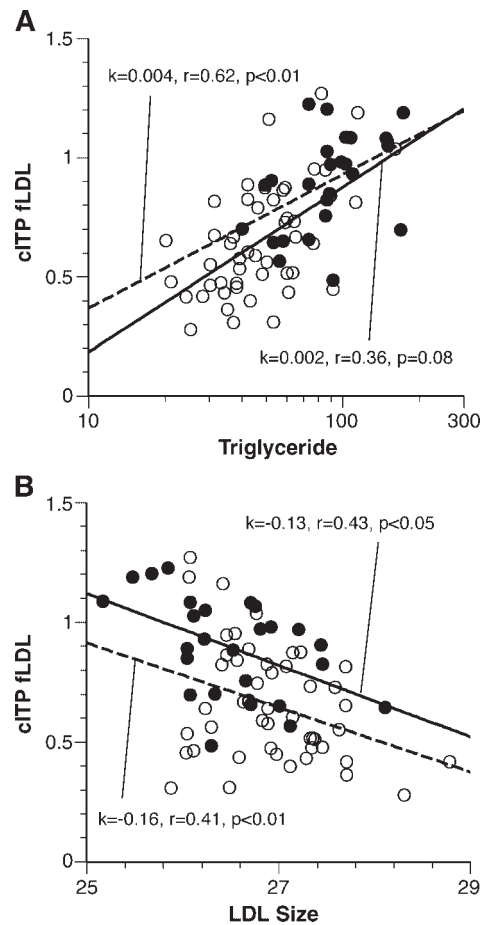 A
1.5
k=0.004, r=0.62, p<0.01
1
cITP fLDL
0.5
k=0.002, r=0.36, p=0.08
0
10 100 300
Triglyceride
B
1.5
k=-0.13, r=0.43, p<0.05
1
cITP fLDL
0.5
k=-0.16, r=0.41, p<0.01
0
25 27 29
LDL Size